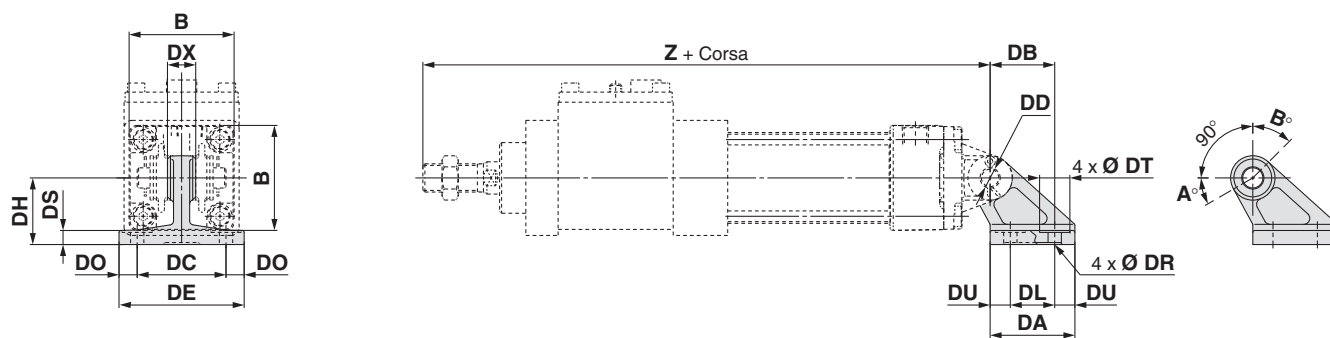 B
DX
B
DH
DS
DO
DC
DO
DE
Z + Corsa
DB
DD
4 x Ø DT
4 x Ø DR
DU
DL
DU
DA
90°
B°
A°